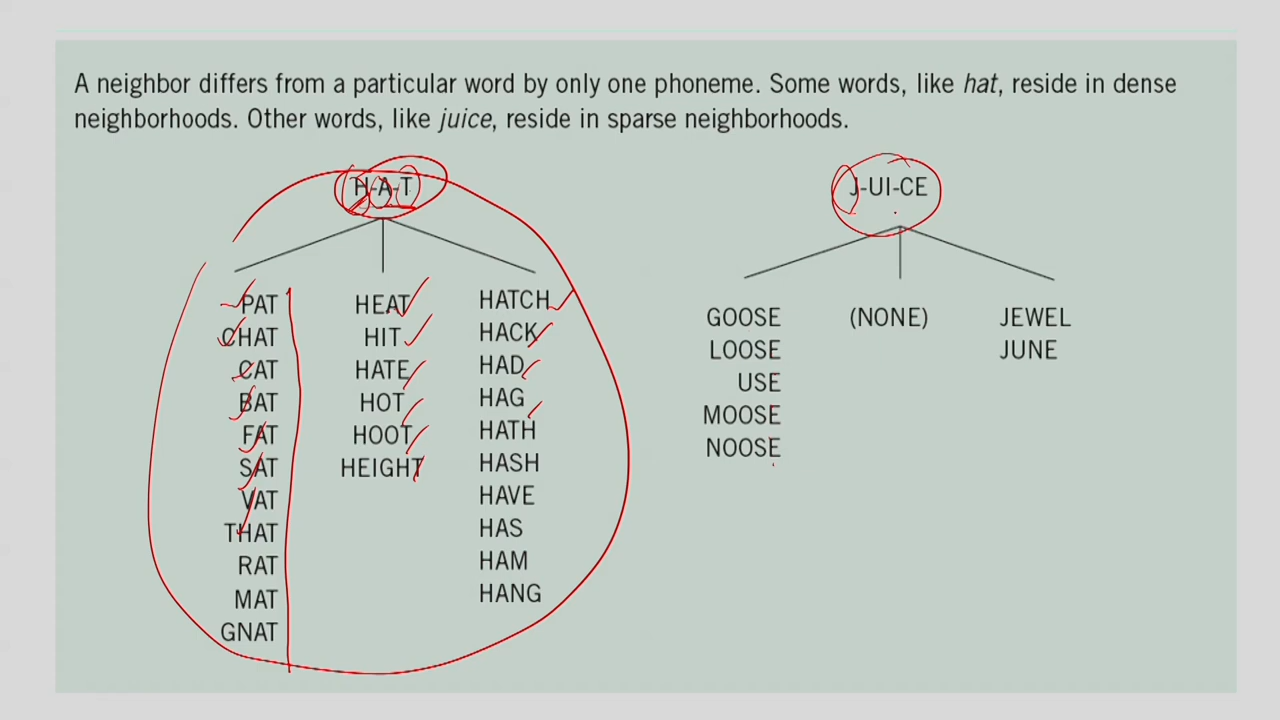 A neighbor differs from a particular word by only one phoneme. Some words, like hat, reside in dense
neighborhoods. Other words, like juice, reside in sparse neighborhoods.
H-A-T
PAT
CHAT
CAT
BAT
FAT
SAT
VAT
THAT
RAT
MAT
GNAT
HEAT
HIT
HATE
HOT
HOOT
HEIGHT
HATCH
HACK
HAD
HAG
HATH
HASH
HAVE
HAS
HAM
HANG
J-UI-CE
GOOSE
LOOSE
USE
MOOSE
NOOSE
(NONE)
JEWEL
JUNE